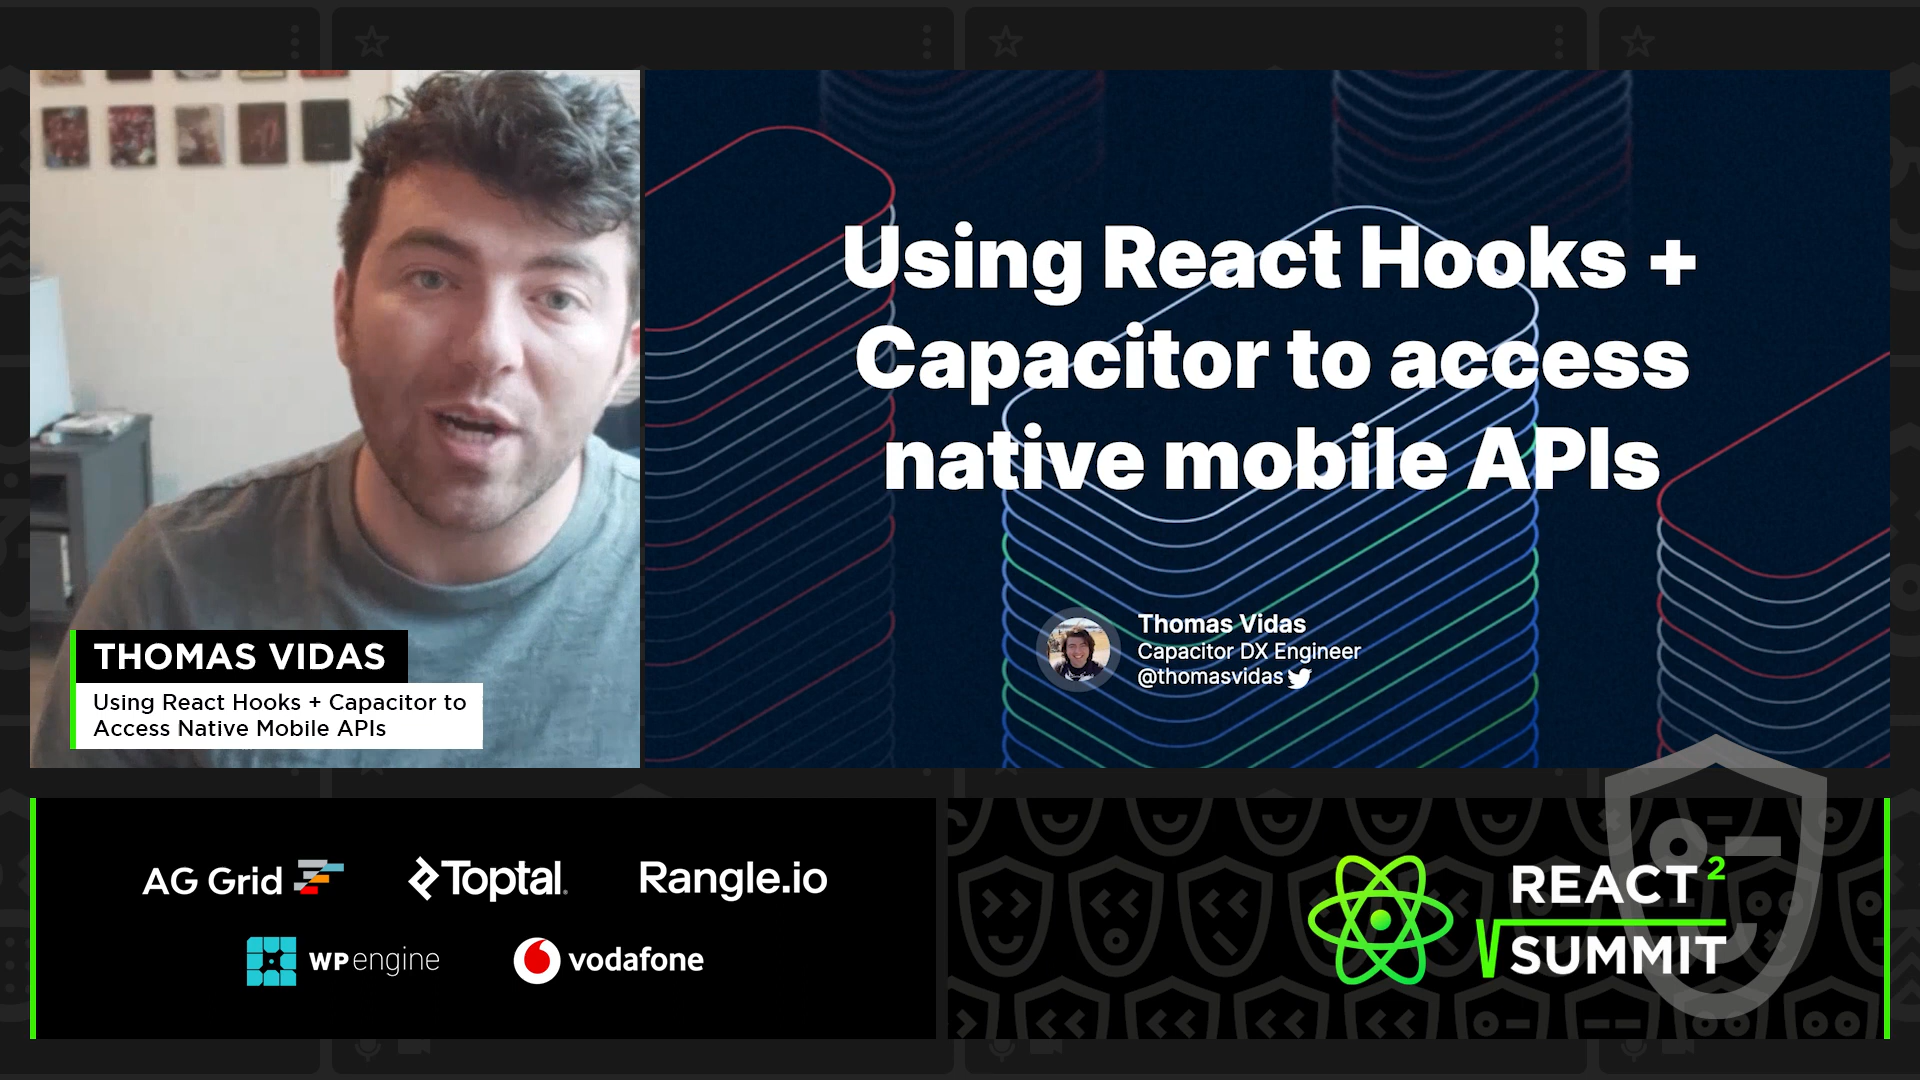 Using React Hooks +
Capacitor to access
native mobile APIs
Thomas Vidas
Capacitor DX Engineer
@thomasvidas
THOMAS VIDAS
Using React Hooks + Capacitor to
Access Native Mobile APIs
AG Grid
Toptal
Rangle.io
WP engine
vodafone
REACT 2
SUMMIT